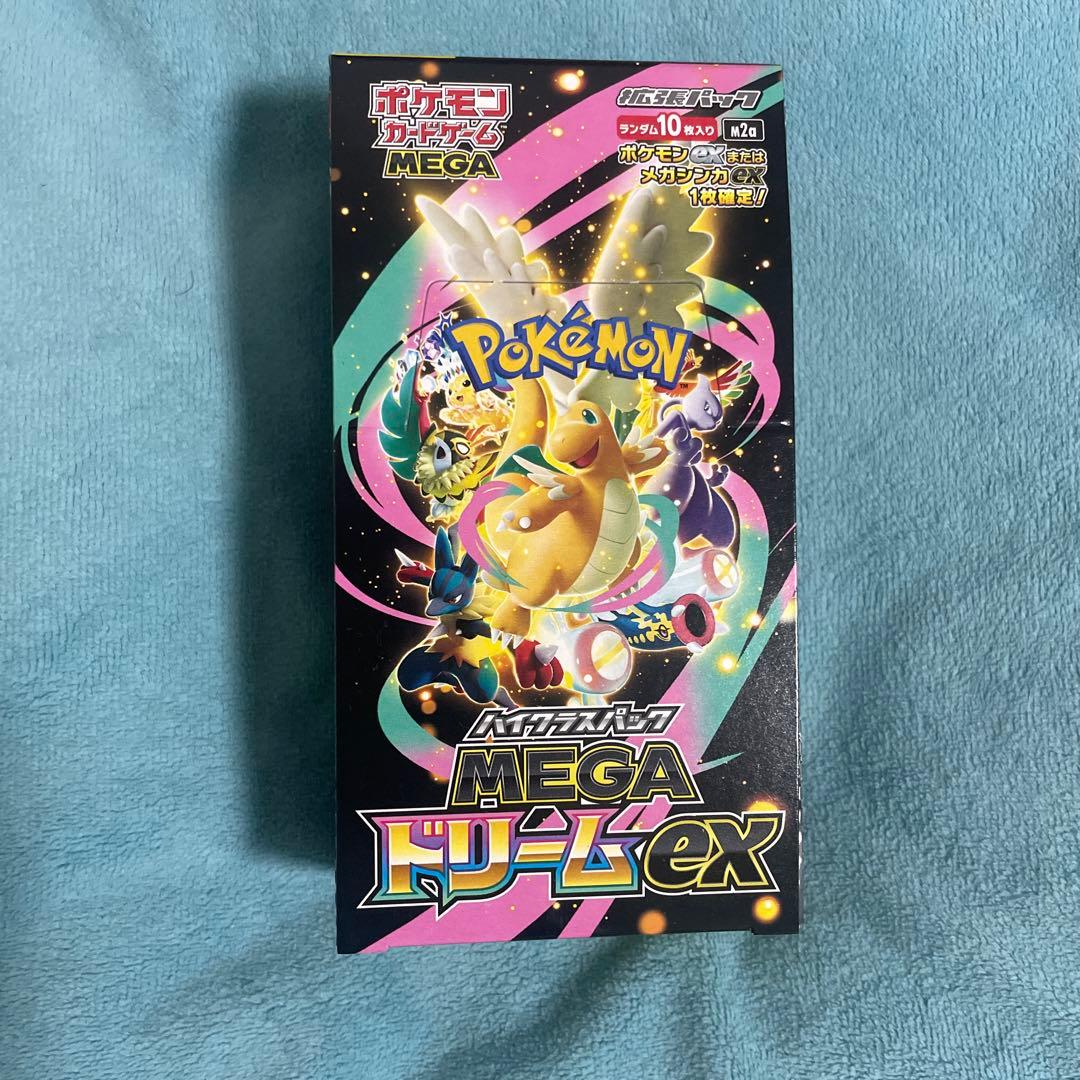 ポケモン
カードゲーム
MEGA
拡張パック
ランダム10枚入り M2a
ポケモンexまたは
メガシンカex
1枚確定！
POKéMON
TM
ハイクラスパック
MEGA
ドリームex